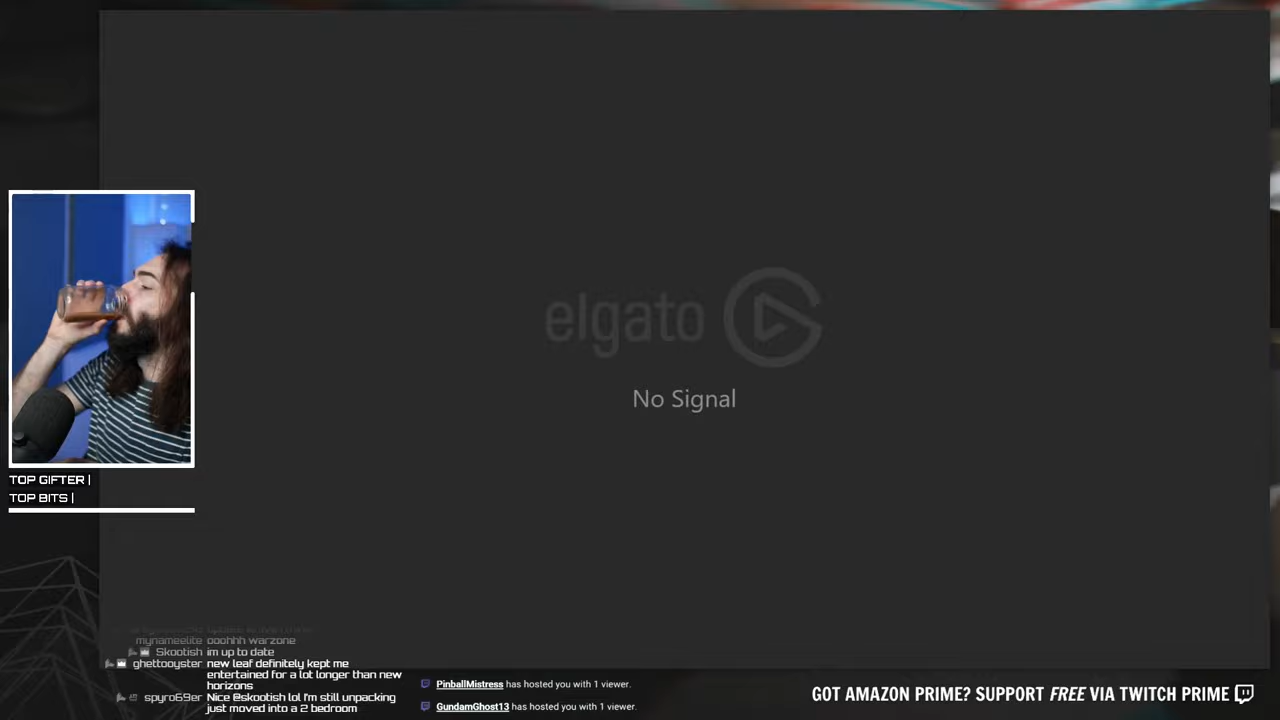 elgato
No Signal
TOP GIFTER |
TOP BITS |
mynameelite ooohhh warzone
Skootish im up to date
ghettooyster new leaf definitely kept me
entertained for a lot longer than new
horizons
spyro69er Nice @skootish lol I'm still unpacking
just moved into a 2 bedroom
PinballMistress has hosted you with 1 viewer.
GundamGhost13 has hosted you with 1 viewer.
GOT AMAZON PRIME? SUPPORT FREE VIA TWITCH PRIME